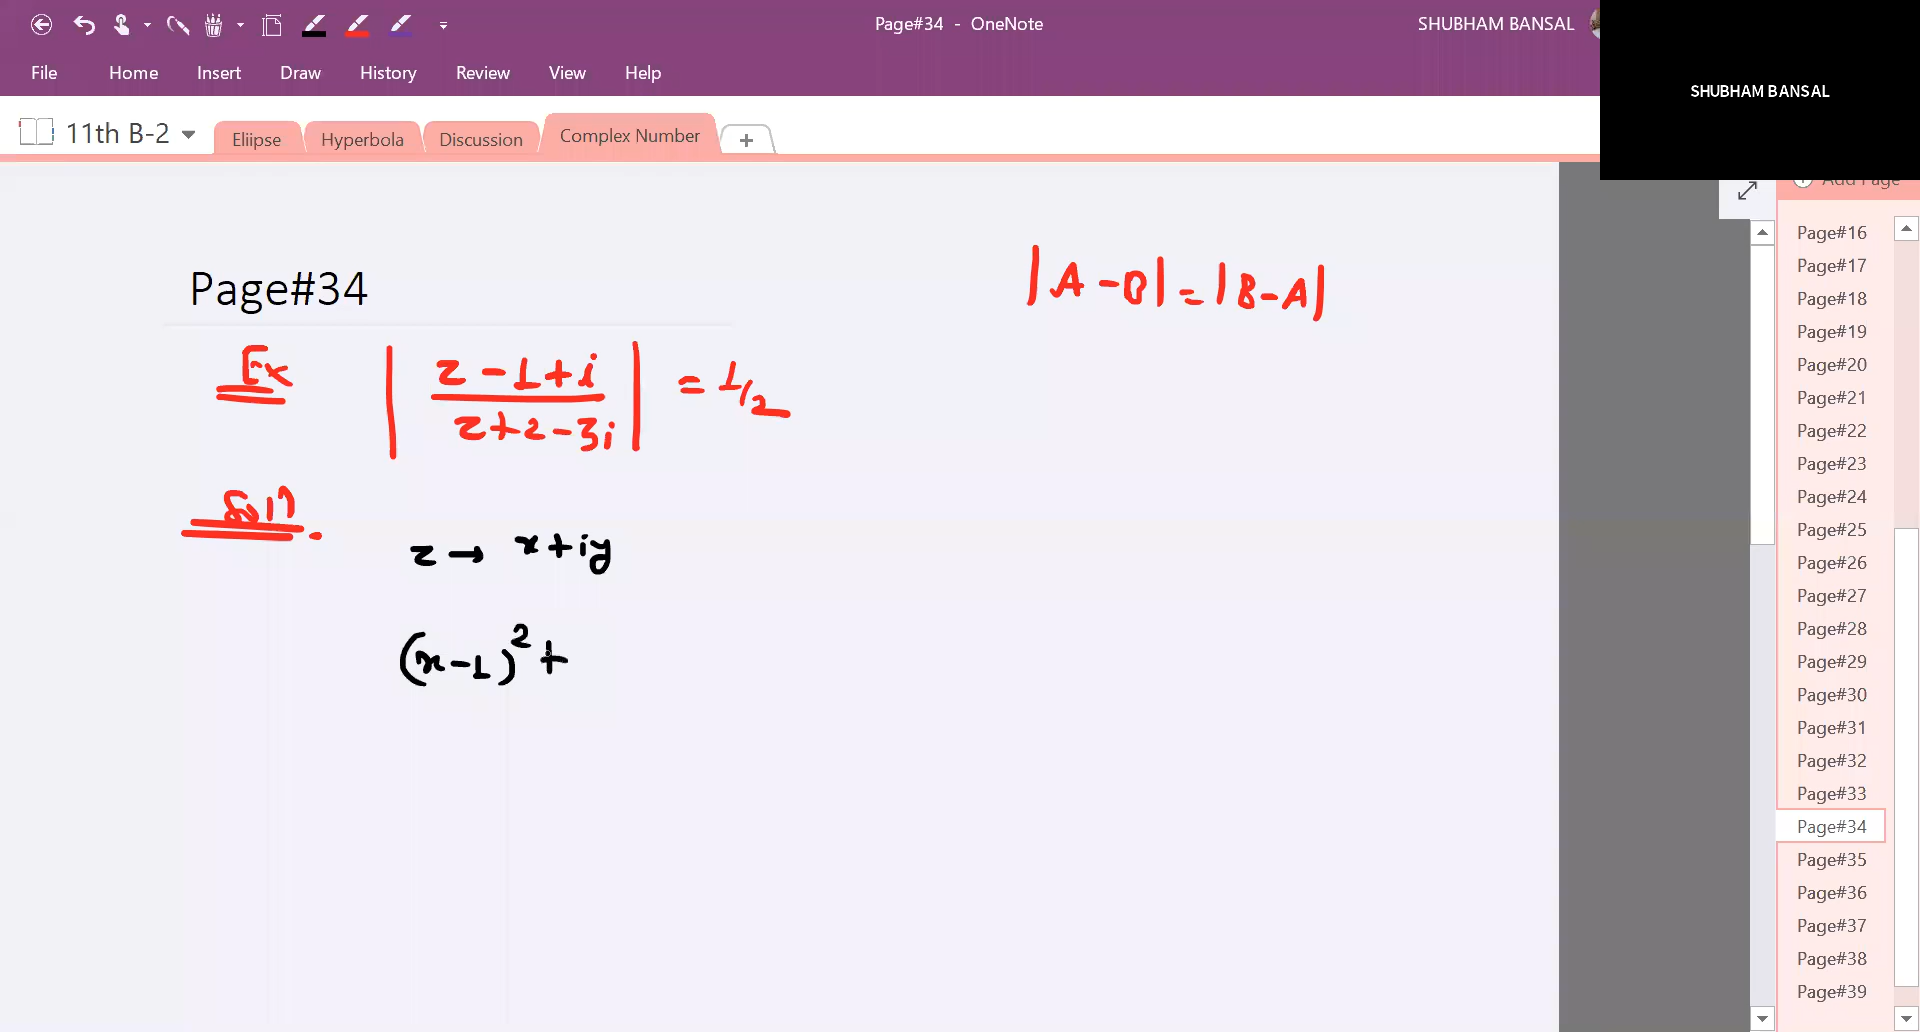 Page#34 - OneNote
SHUBHAM BANSAL
SHUBHAM BANSAL
File Home Insert Draw History Review View Help
11th B-2
Eliipse Hyperbola Discussion Complex Number +
Add Page
Page#16
Page#17
Page#18
Page#19
Page#20
Page#21
Page#22
Page#23
Page#24
Page#25
Page#26
Page#27
Page#28
Page#29
Page#30
Page#31
Page#32
Page#33
Page#34
Page#35
Page#36
Page#37
Page#38
Page#39
Page#34
|A-B| = |B-A|
Ex | (z-1+i)/(z+2-3i) | = 1/2
Soln.
z → x+iy
(x-1)² +